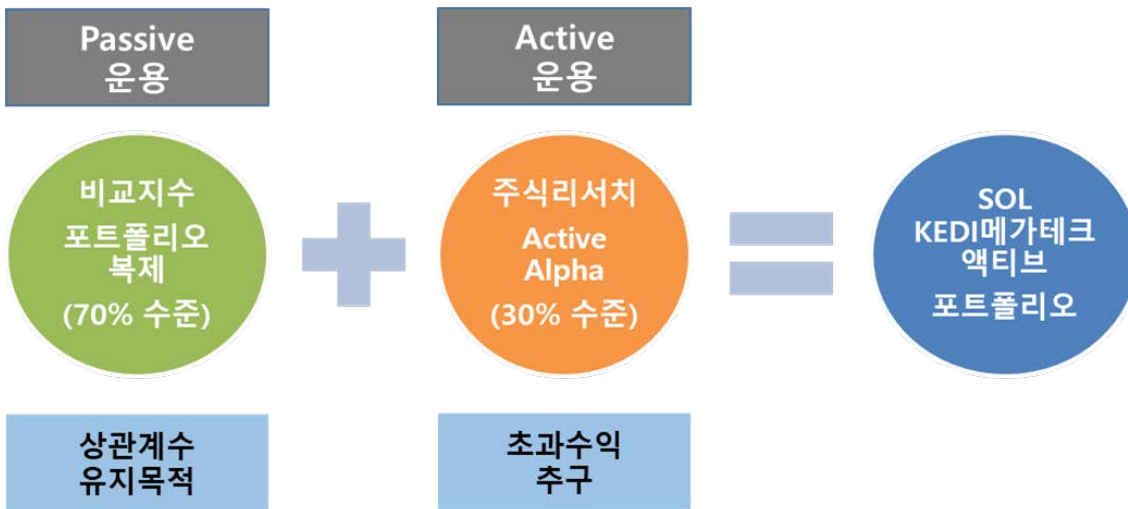 Passive
운용
Active
운용
비교지수
포트폴리오
복제
(70% 수준)
주식리서치
Active
Alpha
(30% 수준)
SOL
KEDI메가테크
액티브
포트폴리오
상관계수
유지목적
초과수익
추구